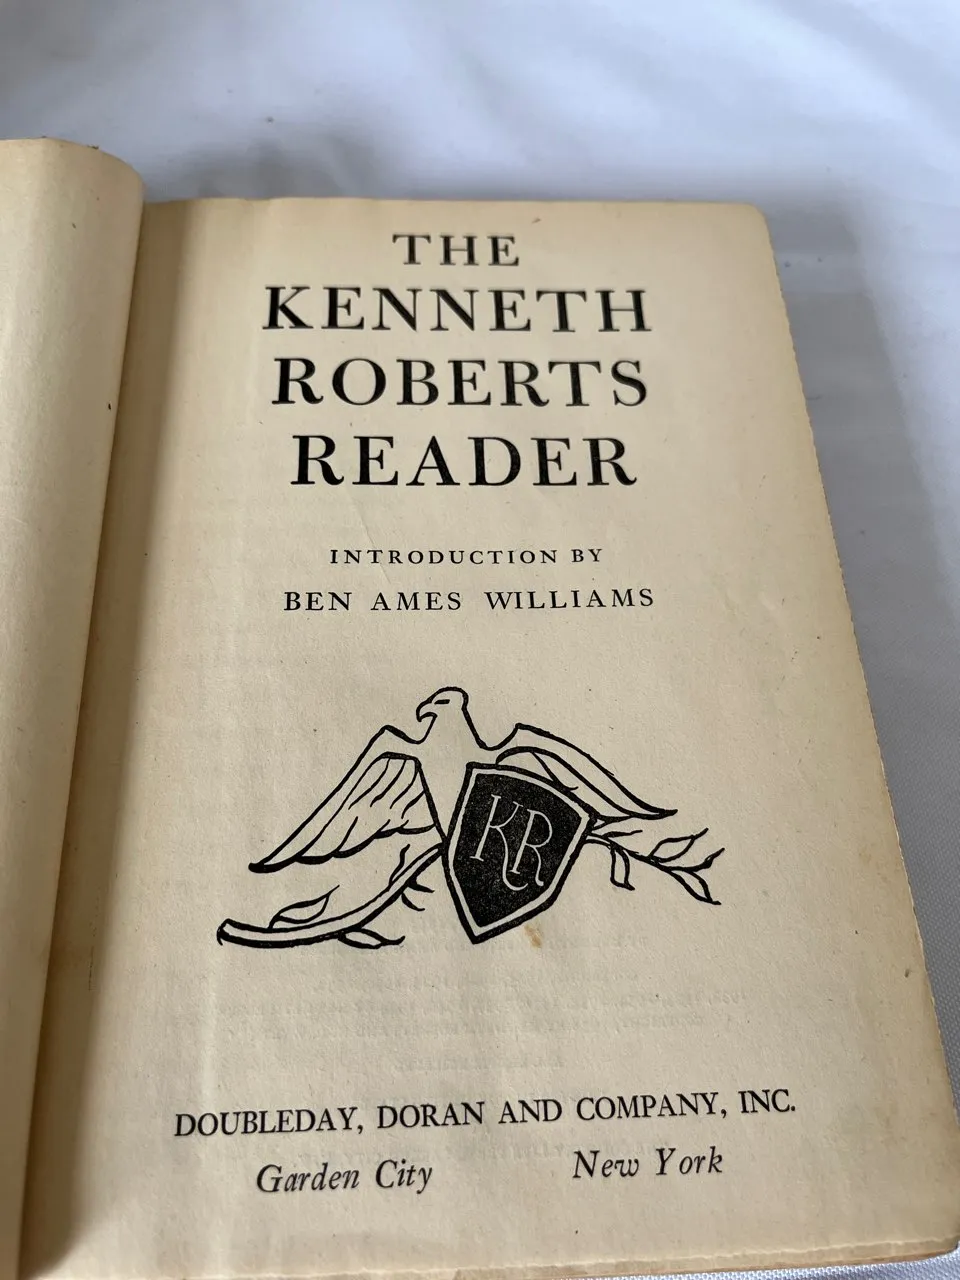 THE
KENNETH
ROBERTS
READER
INTRODUCTION BY
BEN AMES WILLIAMS
KR
DOUBLEDAY, DORAN AND COMPANY, INC.
Garden City New York